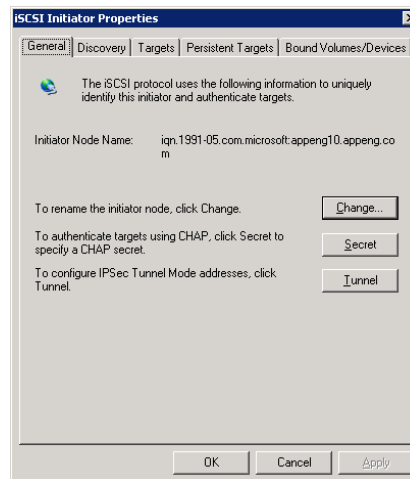 iSCSI Initiator Properties
General Discovery Targets Persistent Targets Bound Volumes/Devices
The iSCSI protocol uses the following information to uniquely
identify this initiator and authenticate targets.
Initiator Node Name: iqn.1991-05.com.microsoft:appeng10.appeng.co
m
To rename the initiator node, click Change.
Change...
To authenticate targets using CHAP, click Secret to
specify a CHAP secret.
Secret
To configure IPSec Tunnel Mode addresses, click
Tunnel.
Tunnel
OK Cancel Apply